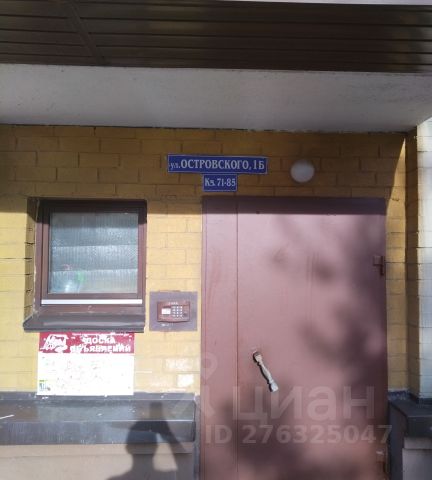 ул. ОСТРОВСКОГО, 1Б
Кв. 71-85
ДОСКА
ОБЪЯВЛЕНИЙ
циан
ID 276325047